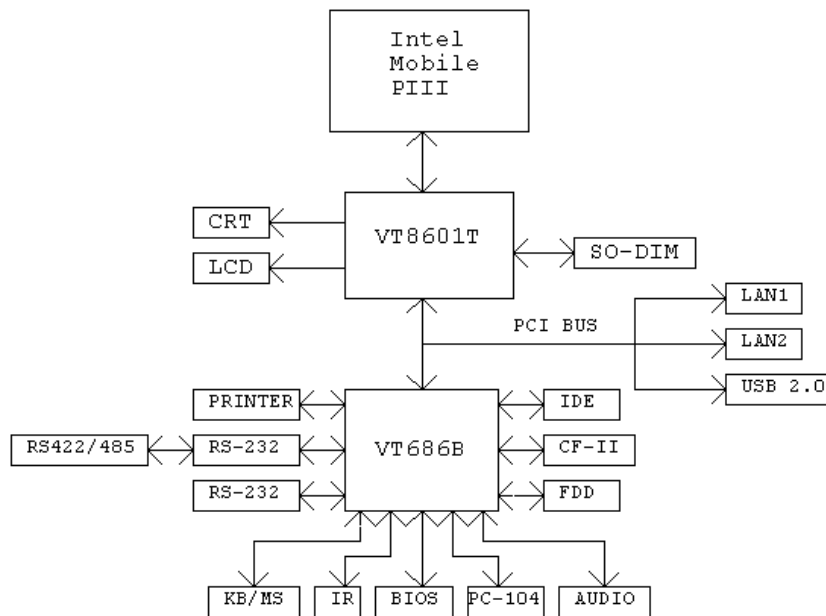 Intel
Mobile
PIII
CRT
VT8601T
LCD
SO-DIM
LAN1
PCI BUS
LAN2
USB 2.0
PRINTER
IDE
RS422/485
RS-232
VT686B
CF-II
RS-232
FDD
KB/MS
IR
BIOS
PC-104
AUDIO